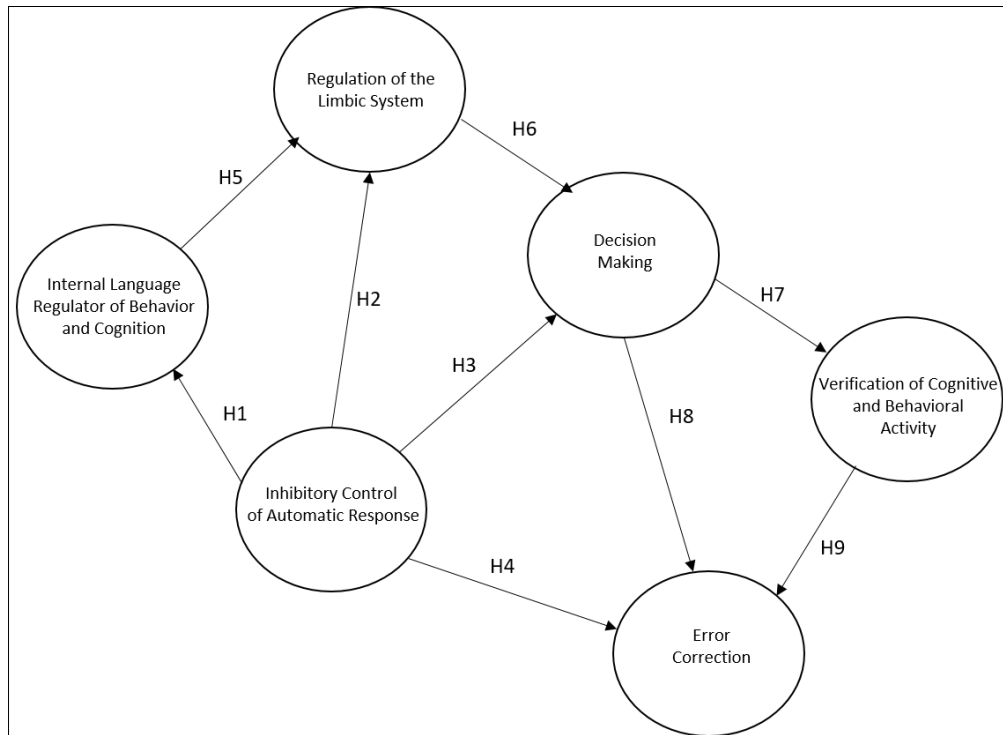 Regulation of the
Limbic System
H6
H5
Decision
Making
Internal Language
Regulator of Behavior
and Cognition
H2
H7
H3
H1
Verification of Cognitive
and Behavioral
Activity
H8
Inhibitory Control
of Automatic Response
H4
H9
Error
Correction